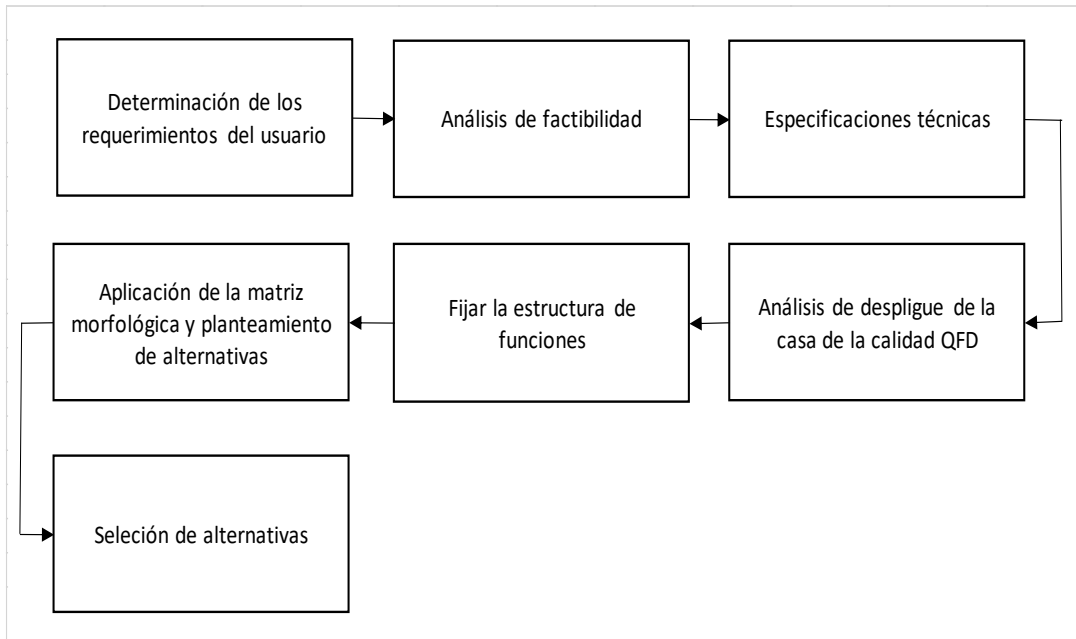 Determinación de los
requerimientos del usuario
Análisis de factibilidad
Especificaciones técnicas
Análisis de despligue de la
casa de la calidad QFD
Fijar la estructura de
funciones
Aplicación de la matriz
morfológica y planteamiento
de alternativas
Seleción de alternativas